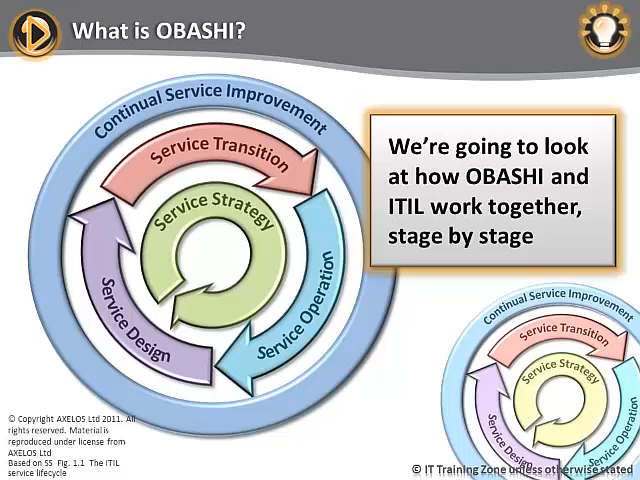 What is OBASHI?
Continual Service Improvement
Service Transition
Service Strategy
Service Operation
Service Design
We're going to look
at how OBASHI and
ITIL work together,
stage by stage
Continual Service Improvement
Service Transition
Service Strategy
Service Operation
Service Design
© Copyright AXELOS Ltd 2011. All
rights reserved. Material is
reproduced under license from
AXELOS Ltd
Based on SS Fig. 1.1 The ITIL
service lifecycle
© IT Training Zone unless otherwise stated